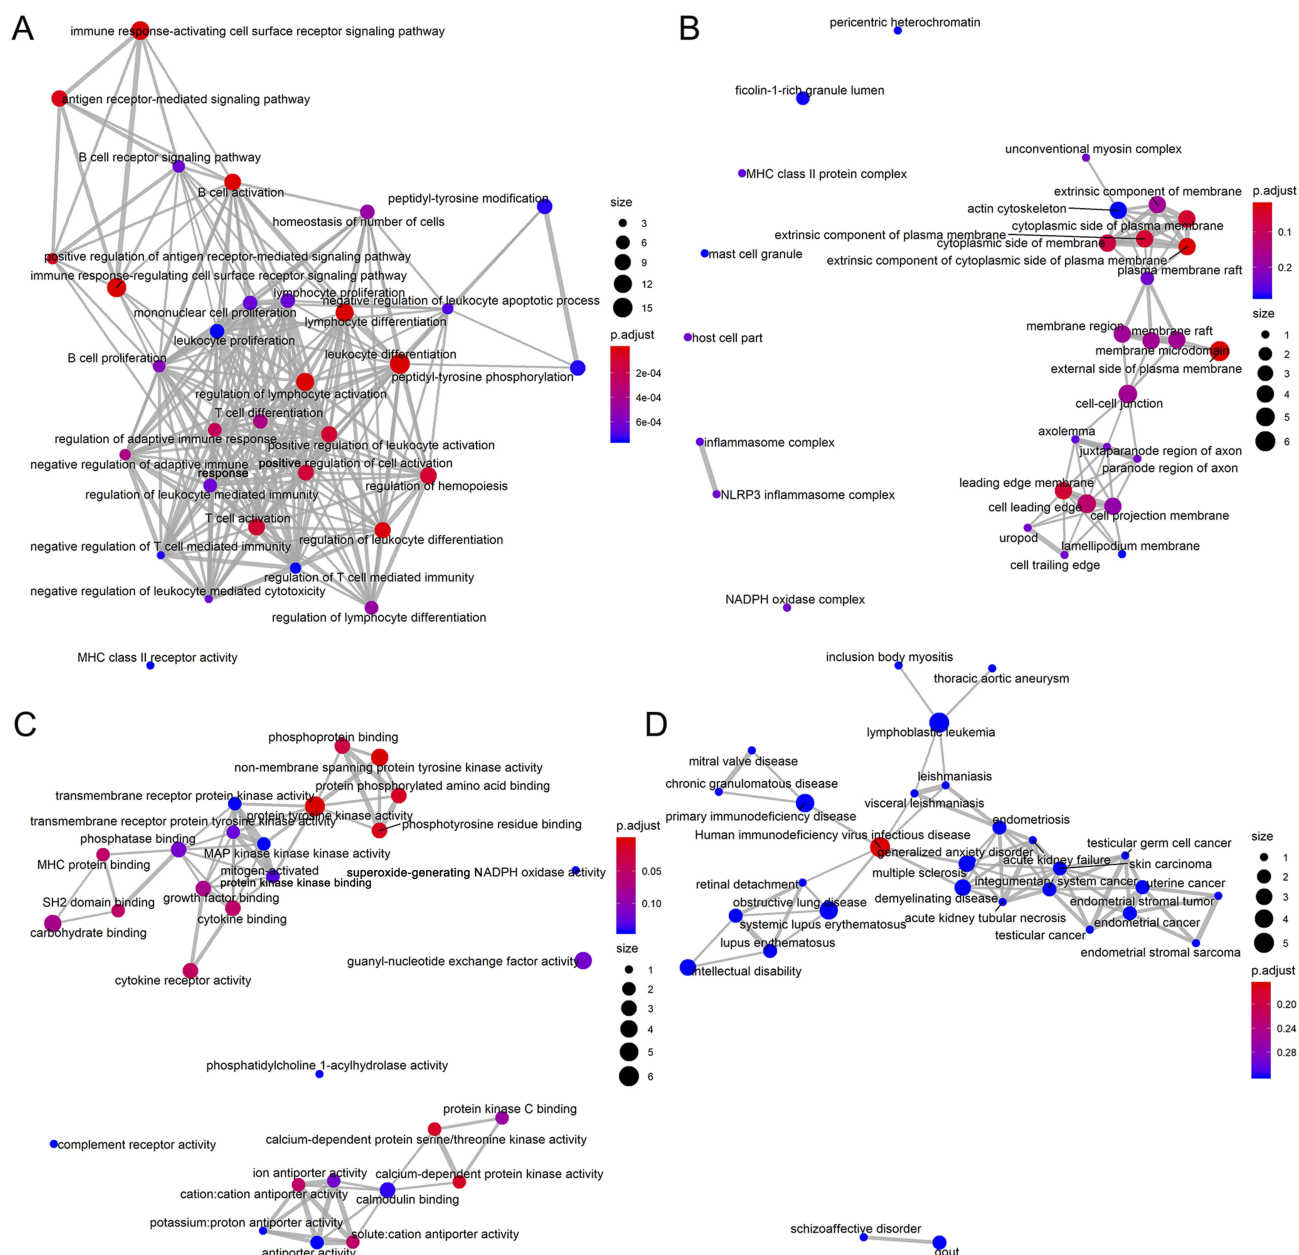 A
immune response-activating cell surface receptor signaling pathway
antigen receptor-mediated signaling pathway
B cell receptor signaling pathway
B cell activation
peptidyl-tyrosine modification
homeostasis of number of cells
positive regulation of antigen receptor-mediated signaling pathway
immune response-regulating cell surface receptor signaling pathway
lymphocyte proliferation
negative regulation of leukocyte apoptotic process
mononuclear cell proliferation
lymphocyte differentiation
leukocyte proliferation
B cell proliferation
leukocyte differentiation
peptidyl-tyrosine phosphorylation
regulation of lymphocyte activation
T cell differentiation
regulation of adaptive immune response
positive regulation of leukocyte activation
negative regulation of adaptive immune
response
positive regulation of cell activation
regulation of leukocyte mediated immunity
regulation of hemopoiesis
T cell activation
regulation of leukocyte differentiation
negative regulation of T cell mediated immunity
regulation of T cell mediated immunity
negative regulation of leukocyte mediated cytotoxicity
regulation of lymphocyte differentiation
size
3
6
9
12
15
p.adjust
2e-04
4e-04
6e-04
B
pericentric heterochromatin
ficolin-1-rich granule lumen
unconventional myosin complex
MHC class II protein complex
extrinsic component of membrane
actin cytoskeleton
cytoplasmic side of plasma membrane
extrinsic component of plasma membrane
cytoplasmic side of membrane
mast cell granule
extrinsic component of cytoplasmic side of plasma membrane
plasma membrane raft
host cell part
membrane region
membrane raft
membrane microdomain
external side of plasma membrane
cell-cell junction
axolemma
inflammasome complex
juxtaparanode region of axon
paranode region of axon
leading edge membrane
NLRP3 inflammasome complex
cell leading edge
cell projection membrane
uropod
lamellipodium membrane
cell trailing edge
NADPH oxidase complex
p.adjust
0.1
0.2
size
1
2
3
4
5
6
MHC class II receptor activity
C
phosphoprotein binding
non-membrane spanning protein tyrosine kinase activity
protein phosphorylated amino acid binding
transmembrane receptor protein kinase activity
protein tyrosine kinase activity
transmembrane receptor protein tyrosine kinase activity
phosphotyrosine residue binding
phosphatase binding
MAP kinase kinase kinase activity
MHC protein binding
mitogen-activated
protein kinase kinase binding
superoxide-generating NADPH oxidase activity
growth factor binding
SH2 domain binding
cytokine binding
carbohydrate binding
guanyl-nucleotide exchange factor activity
cytokine receptor activity
phosphatidylcholine 1-acylhydrolase activity
protein kinase C binding
calcium-dependent protein serine/threonine kinase activity
complement receptor activity
ion antiporter activity
calcium-dependent protein kinase activity
cation:cation antiporter activity
calmodulin binding
potassium:proton antiporter activity
solute:cation antiporter activity
antiporter activity
p.adjust
0.05
0.10
size
1
2
3
4
5
6
D
inclusion body myositis
thoracic aortic aneurysm
lymphoblastic leukemia
mitral valve disease
leishmaniasis
chronic granulomatous disease
visceral leishmaniasis
primary immunodeficiency disease
endometriosis
Human immunodeficiency virus infectious disease
testicular germ cell cancer
generalized anxiety disorder
acute kidney failure
skin carcinoma
multiple sclerosis
retinal detachment
integumentary system cancer
uterine cancer
obstructive lung disease
demyelinating disease
endometrial stromal tumor
systemic lupus erythematosus
acute kidney tubular necrosis
endometrial cancer
lupus erythematosus
testicular cancer
endometrial stromal sarcoma
intellectual disability
schizoaffective disorder
gout
size
1
2
3
4
5
p.adjust
0.20
0.24
0.28